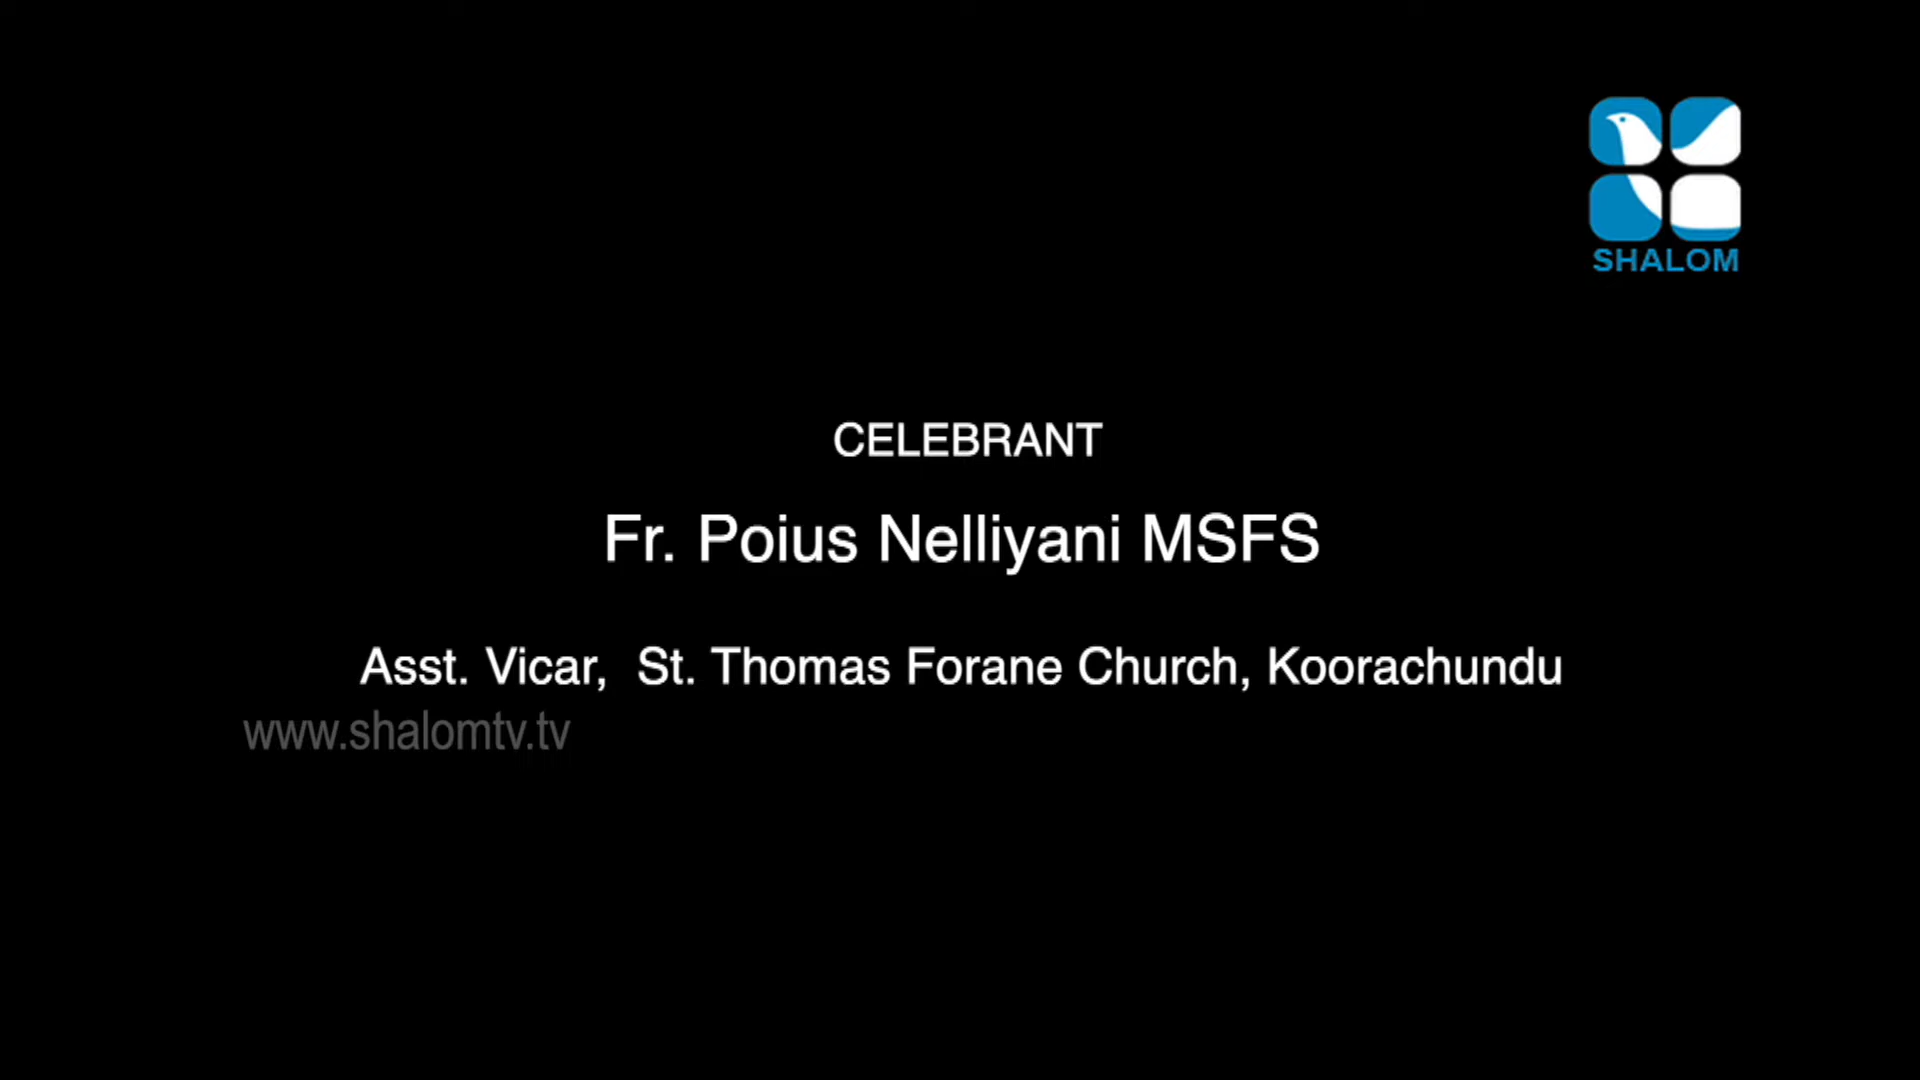 SHALOM
CELEBRANT
Fr. Poius Nelliyani MSFS
Asst. Vicar,  St. Thomas Forane Church, Koorachundu
www.shalomtv.tv